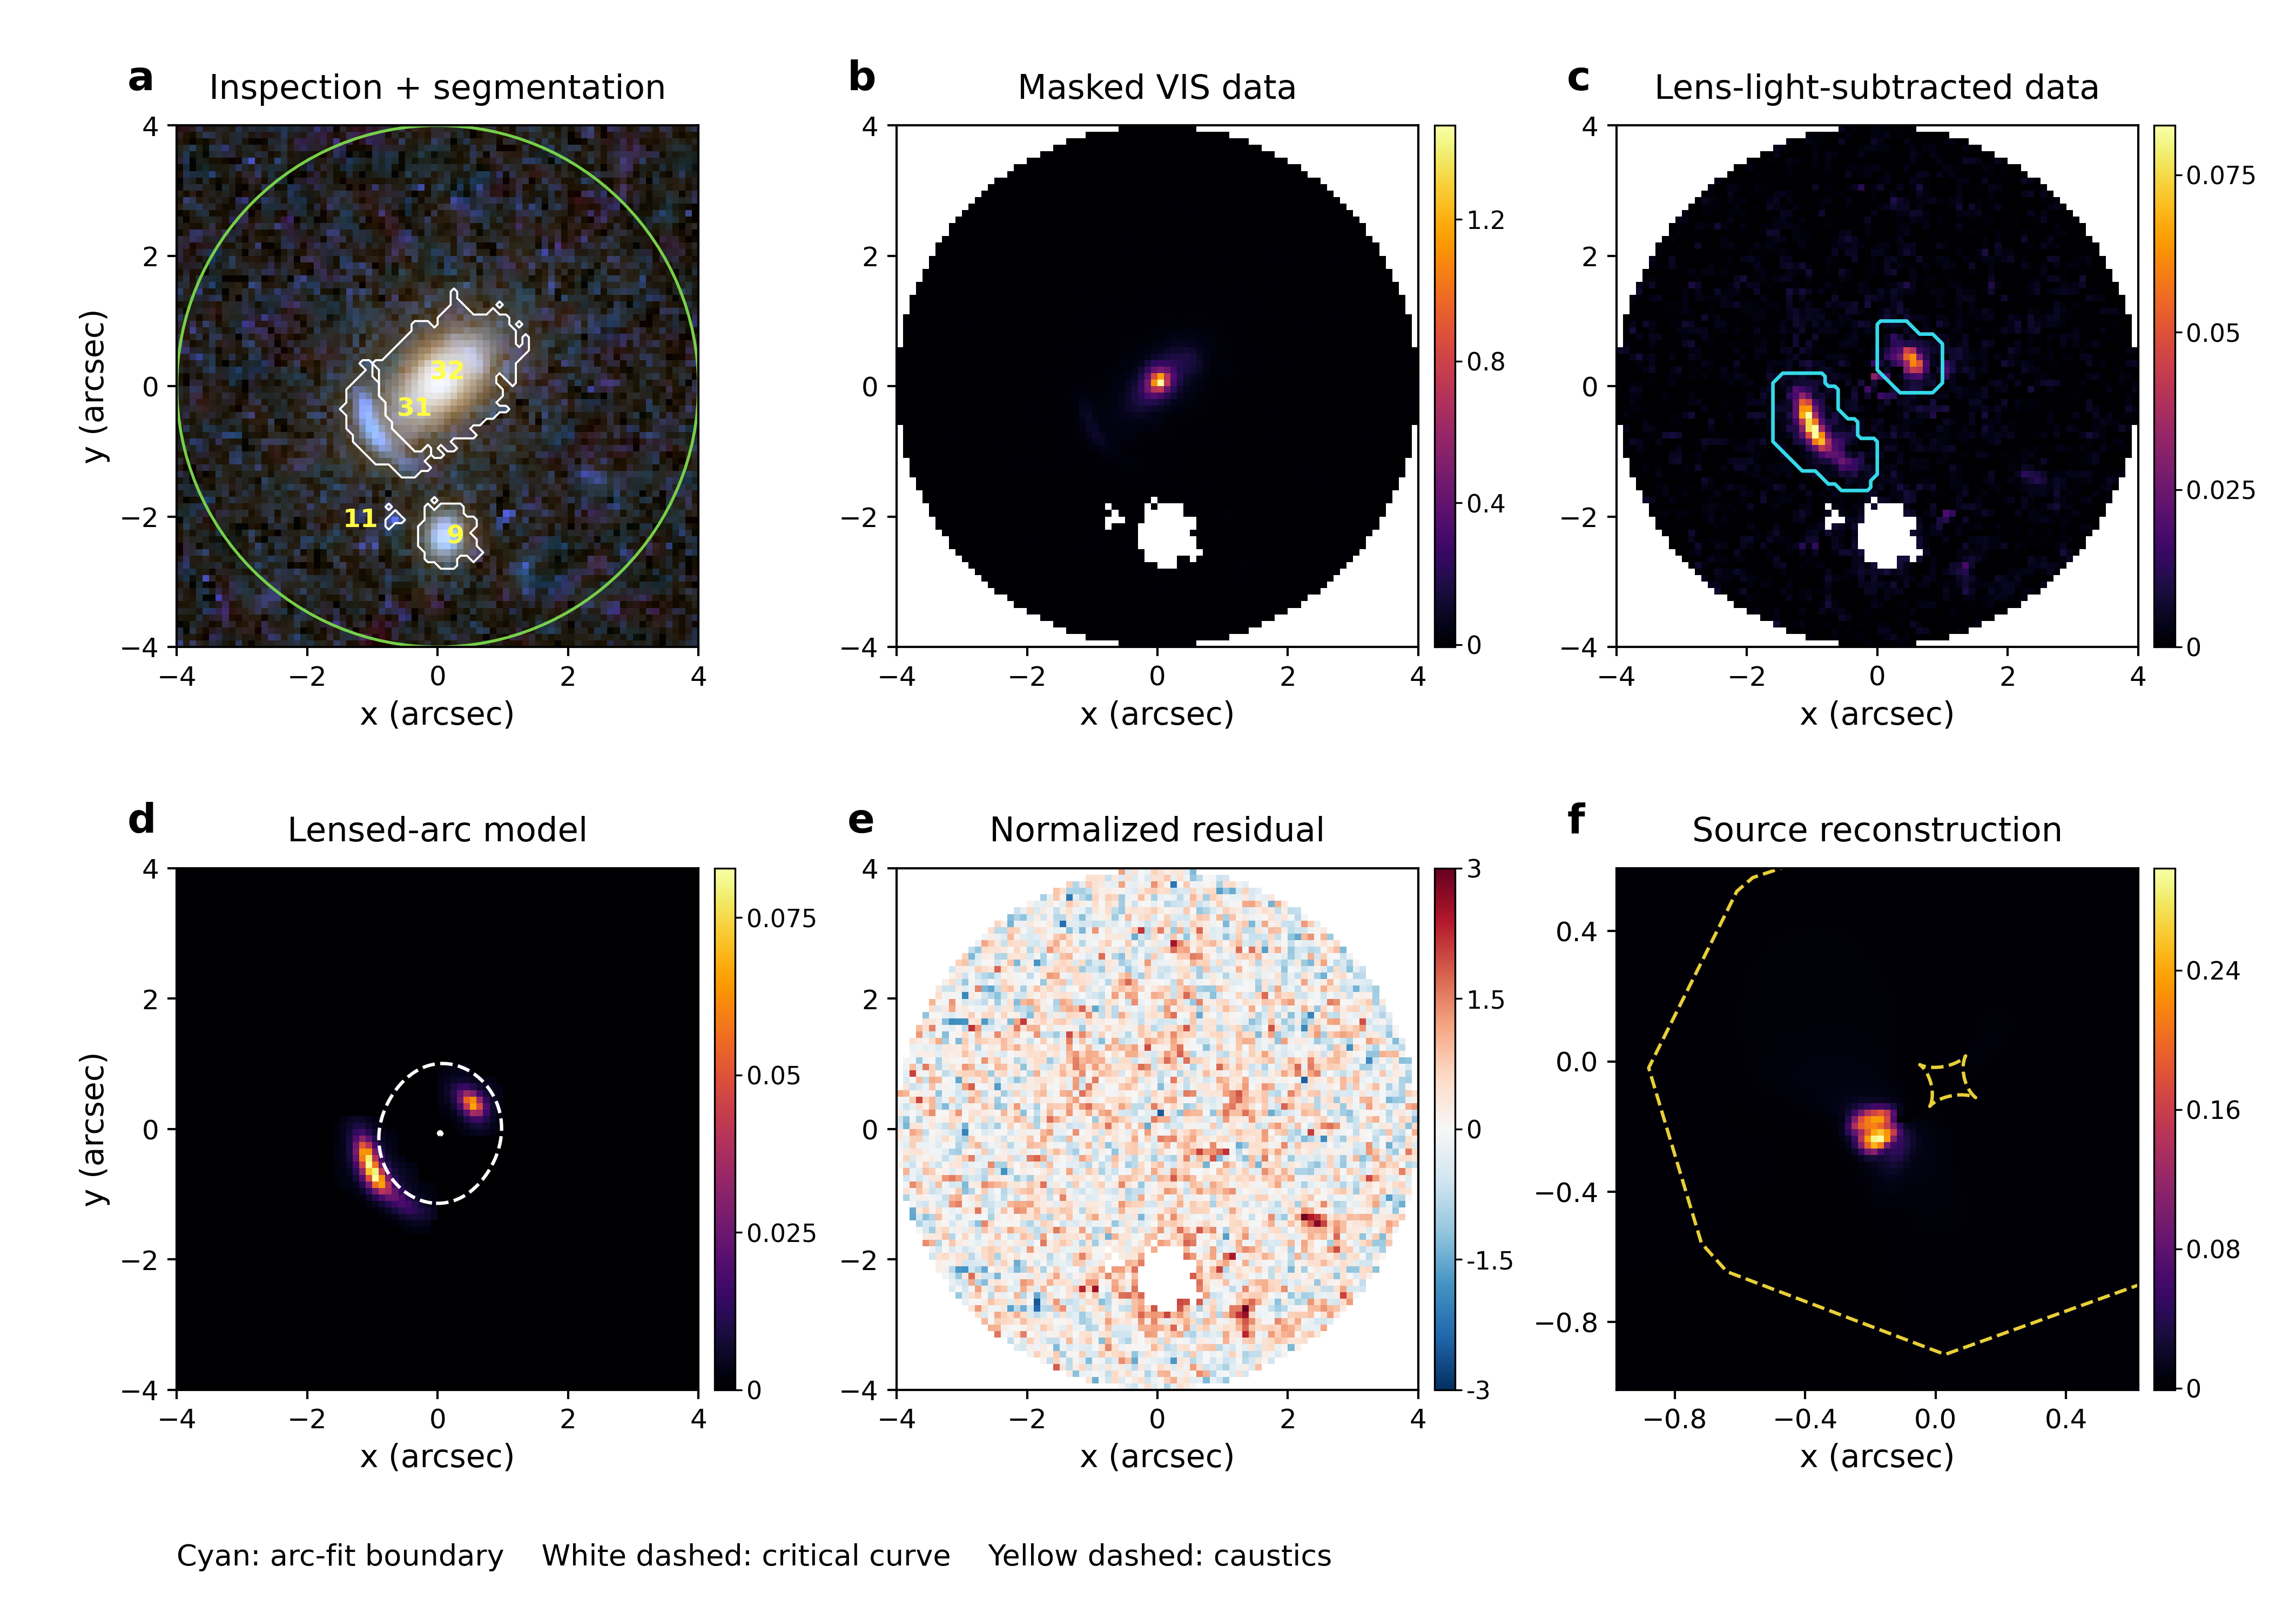 a Inspection + segmentation
b Masked VIS data
c Lens-light-subtracted data
4
2
0
−2
−4
y (arcsec)
32
31
11
9
−4 −2 0 2 4
x (arcsec)
4
2
0
−2
−4
−4 −2 0 2 4
x (arcsec)
1.2
0.8
0.4
0
4
2
0
−2
−4
−4 −2 0 2 4
x (arcsec)
0.075
0.05
0.025
0
d Lensed-arc model
e Normalized residual
f Source reconstruction
4
2
0
−2
−4
y (arcsec)
−4 −2 0 2 4
x (arcsec)
0.075
0.05
0.025
0
4
2
0
−2
−4
−4 −2 0 2 4
x (arcsec)
3
1.5
0
-1.5
-3
0.4
0.0
−0.4
−0.8
−0.8 −0.4 0.0 0.4
x (arcsec)
0.24
0.16
0.08
0
Cyan: arc-fit boundary White dashed: critical curve Yellow dashed: caustics